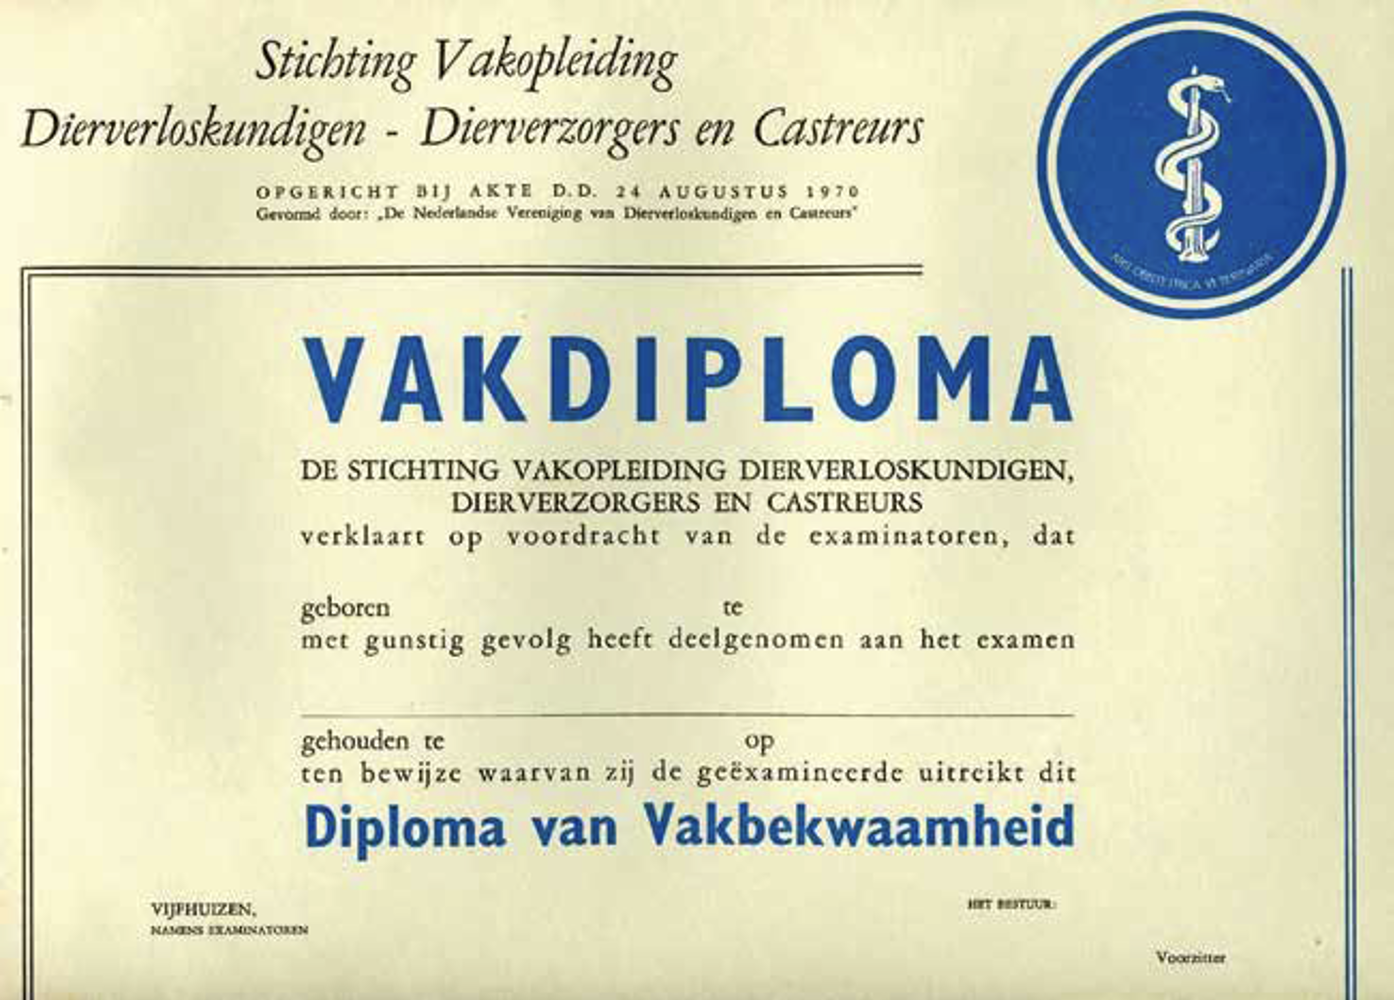 Stichting Vakopleiding
Dierverloskundigen - Dierverzorgers en Castreurs
OPGERICHT BIJ AKTE D.D. 24 AUGUSTUS 1970
Gevormd door: „De Nederlandse Vereniging van Dierverloskundigen en Castreurs"
ARS OBSTETRICA VETERINARIA
VAKDIPLOMA
DE STICHTING VAKOPLEIDING DIERVERLOSKUNDIGEN,
DIERVERZORGERS EN CASTREURS
verklaart op voordracht van de examinatoren, dat
geboren te
met gunstig gevolg heeft deelgenomen aan het examen
gehouden te op
ten bewijze waarvan zij de geëxamineerde uitreikt dit
Diploma van Vakbekwaamheid
VIJFHUIZEN,
NAMENS EXAMINATOREN
HET BESTUUR:
Voorzitter